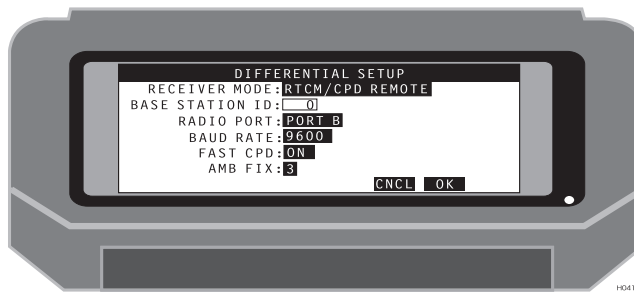 DIFFERENTIAL SETUP
RECEIVER MODE: RTCM/CPD REMOTE
BASE STATION ID: 0
RADIO PORT: PORT B
BAUD RATE: 9600
FAST CPD: ON
AMB FIX: 3
CNCL OK
H041